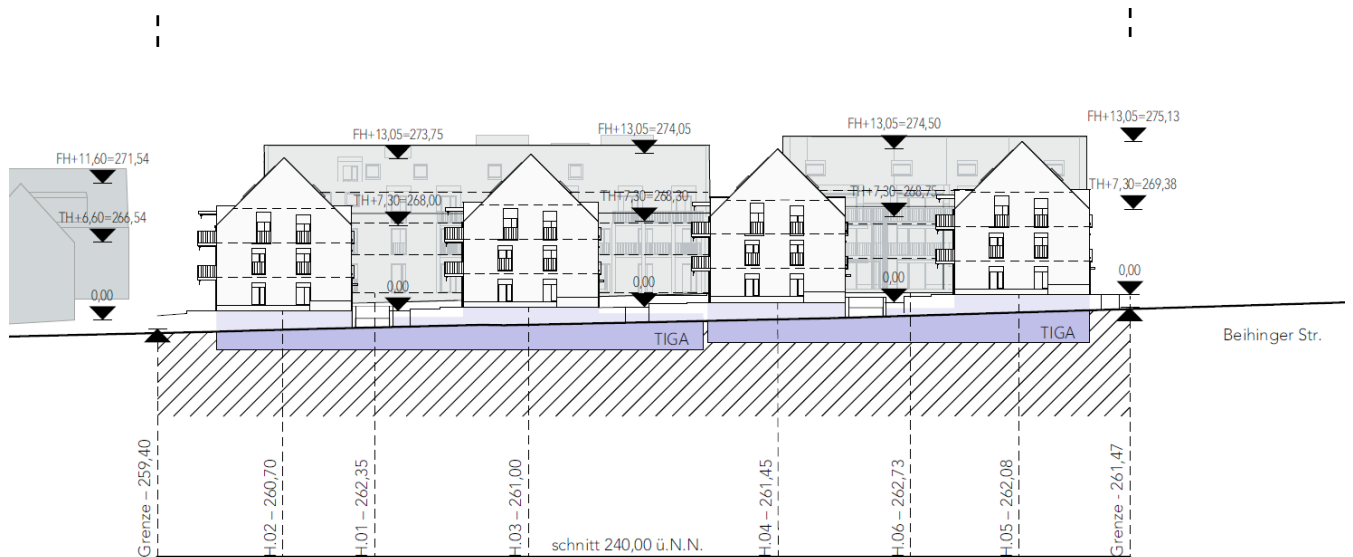 FH+13,05=275,13
FH+13,05=274,50
FH+13,05=274,05
FH+13,05=273,75
FH+11,60=271,54
TH+7,30=269,38
TH+7,30=268,75
TH+7,30=268,30
TH+7,30=268,00
TH+6,60=266,54
0,00
0,00
0,00
0,00
0,00
TIGA
TIGA
Beihinger Str.
Grenze – 259,40
H.02 – 260,70
H.01 – 262,35
H.03 – 261,00
H.04 – 261,45
H.06 – 262,73
H.05 – 262,08
Grenze - 261,47
schnitt 240,00 ü.N.N.